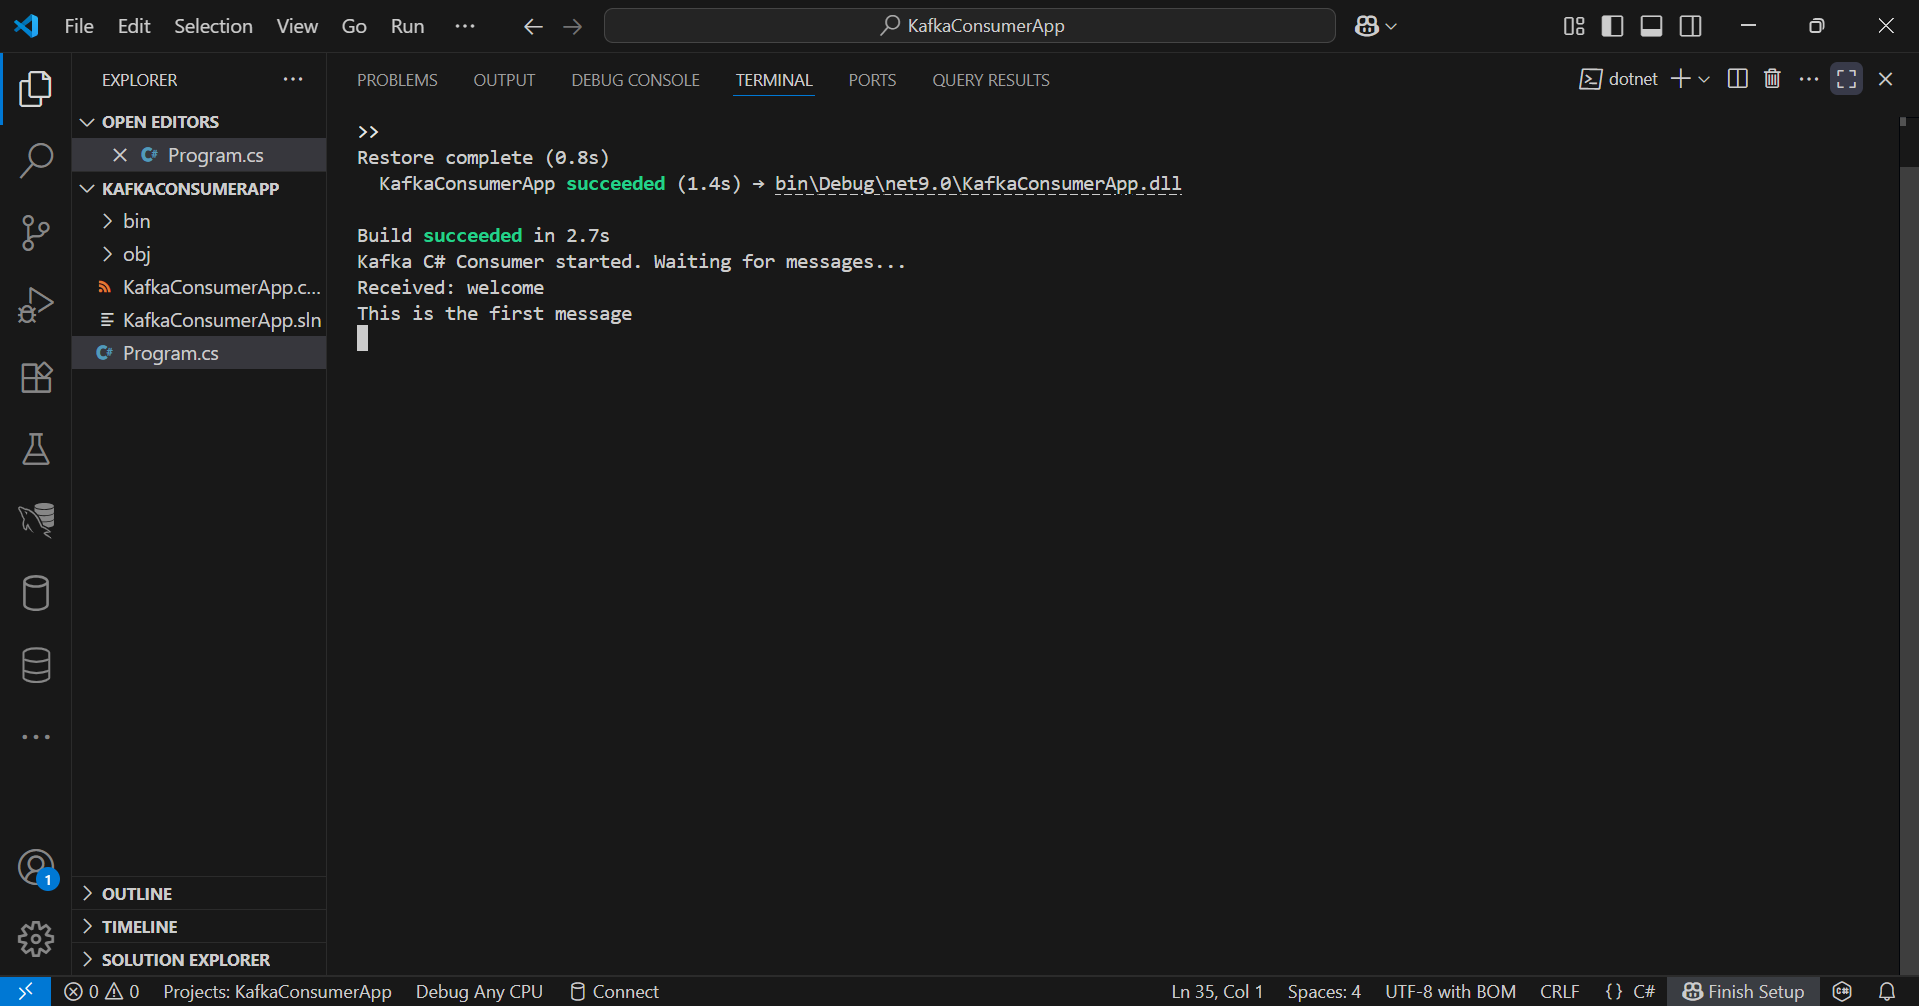 File Edit Selection View Go Run ··· KafkaConsumerApp
EXPLORER ···
OPEN EDITORS
Program.cs
KAFKACONSUMERAPP
bin
obj
KafkaConsumerApp.c...
KafkaConsumerApp.sln
Program.cs
OUTLINE
TIMELINE
SOLUTION EXPLORER
PROBLEMS OUTPUT DEBUG CONSOLE TERMINAL PORTS QUERY RESULTS dotnet
>>
Restore complete (0.8s)
KafkaConsumerApp succeeded (1.4s) → bin\Debug\net9.0\KafkaConsumerApp.dll
Build succeeded in 2.7s
Kafka C# Consumer started. Waiting for messages...
Received: welcome
This is the first message
1
0 0 Projects: KafkaConsumerApp Debug Any CPU Connect Ln 35, Col 1 Spaces: 4 UTF-8 with BOM CRLF {} C# Finish Setup